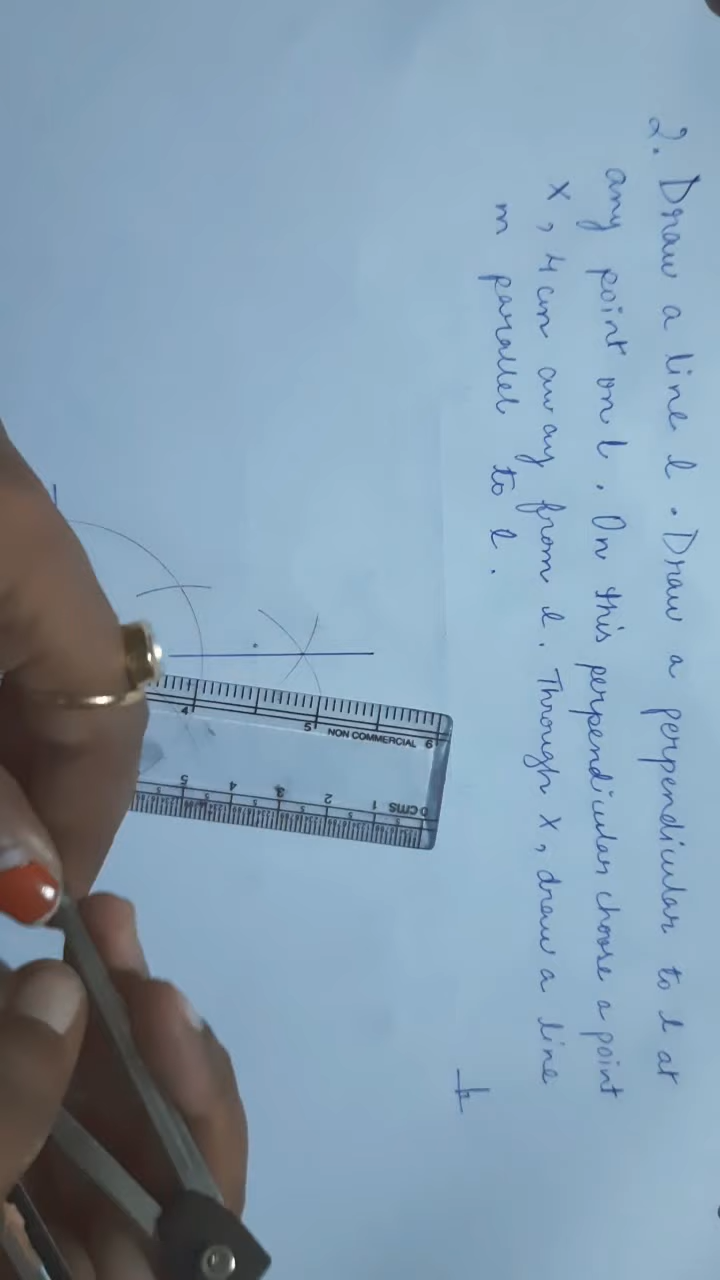 2. Draw a line l. Draw a perpendicular to l at
any point on l. On this perpendicular choose a point
X, 4 cm away from l. Through X, draw a line
m parallel to l.
4 5 6
NON COMMERCIAL
0 CMS 1 2 3 4 5